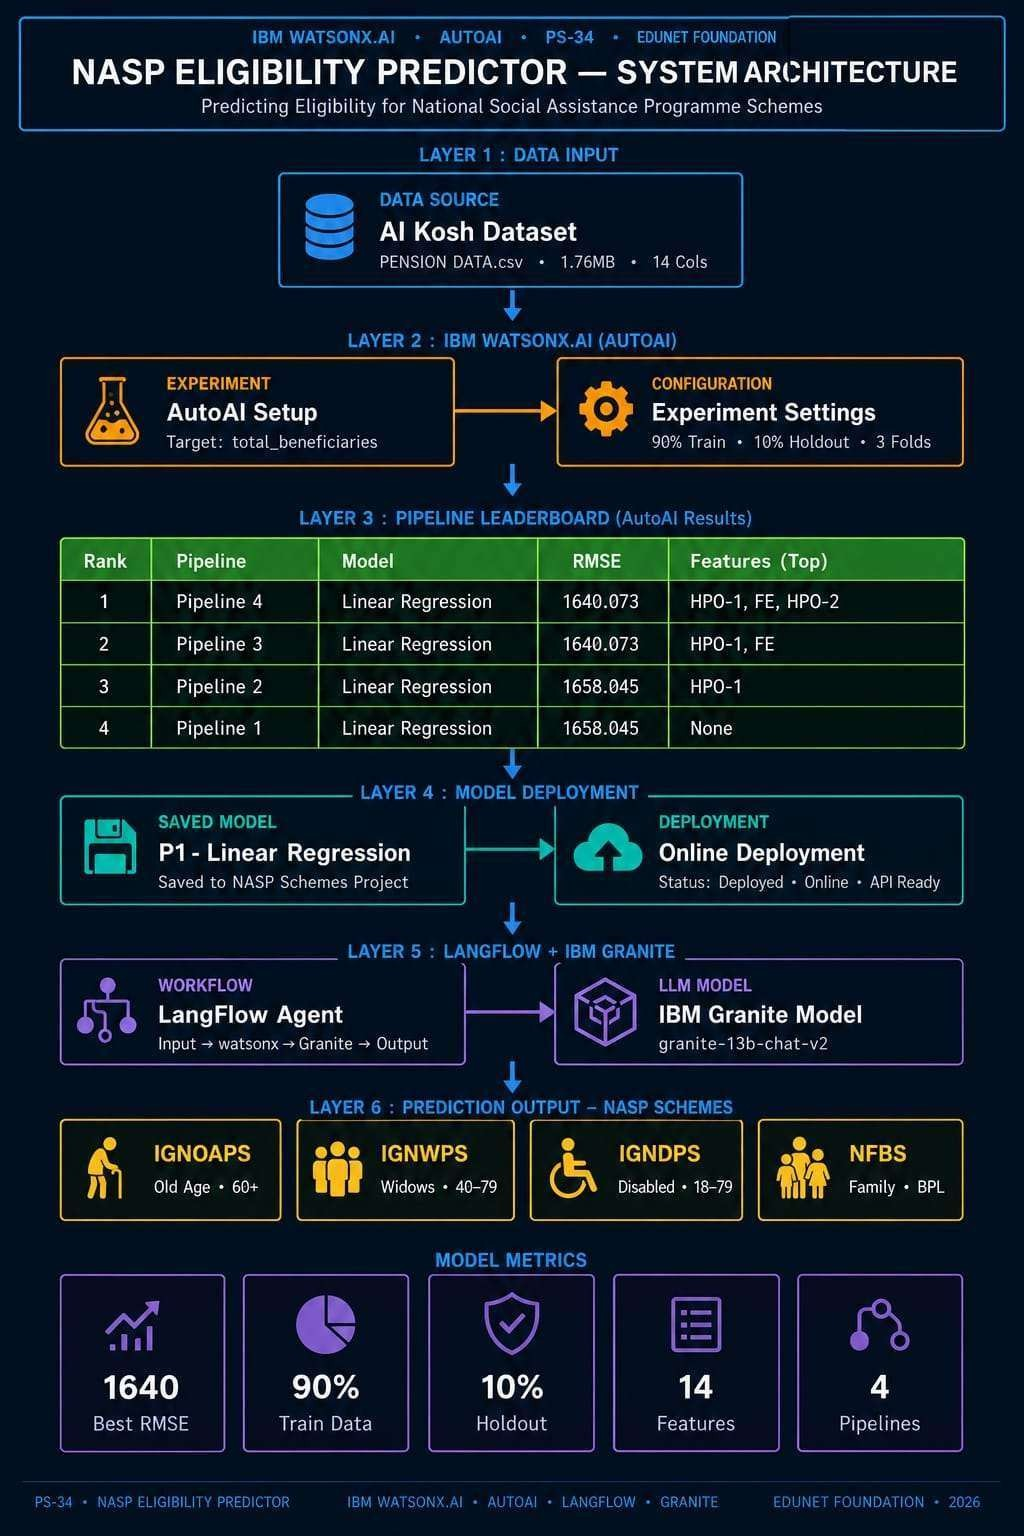 IBM WATSONX.AI • AUTOAI • PS-34 • EDUNET FOUNDATION
NASP ELIGIBILITY PREDICTOR — SYSTEM ARCHITECTURE
Predicting Eligibility for National Social Assistance Programme Schemes
LAYER 1 : DATA INPUT
DATA SOURCE
AI Kosh Dataset
PENSION DATA.csv • 1.76MB • 14 Cols
LAYER 2 : IBM WATSONX.AI (AUTOAI)
EXPERIMENT
AutoAI Setup
Target: total_beneficiaries
CONFIGURATION
Experiment Settings
90% Train • 10% Holdout • 3 Folds
LAYER 3 : PIPELINE LEADERBOARD (AutoAI Results)
Rank Pipeline Model RMSE Features (Top)
1 Pipeline 4 Linear Regression 1640.073 HPO-1, FE, HPO-2
2 Pipeline 3 Linear Regression 1640.073 HPO-1, FE
3 Pipeline 2 Linear Regression 1658.045 HPO-1
4 Pipeline 1 Linear Regression 1658.045 None
LAYER 4 : MODEL DEPLOYMENT
SAVED MODEL
P1 - Linear Regression
Saved to NASP Schemes Project
DEPLOYMENT
Online Deployment
Status: Deployed • Online • API Ready
LAYER 5 : LANGFLOW + IBM GRANITE
WORKFLOW
LangFlow Agent
Input → watsonx → Granite → Output
LLM MODEL
IBM Granite Model
granite-13b-chat-v2
LAYER 6 : PREDICTION OUTPUT – NASP SCHEMES
IGNOAPS
Old Age • 60+
IGNWPS
Widows • 40–79
IGNDPS
Disabled • 18–79
NFBS
Family • BPL
MODEL METRICS
1640
Best RMSE
90%
Train Data
10%
Holdout
14
Features
4
Pipelines
PS-34 • NASP ELIGIBILITY PREDICTOR
IBM WATSONX.AI • AUTOAI • LANGFLOW • GRANITE
EDUNET FOUNDATION • 2026